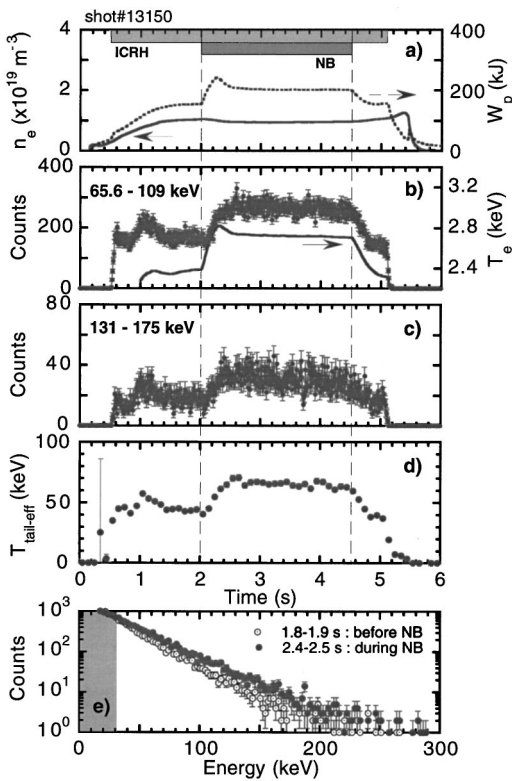 shot#13150
ICRH
NB
a)
n_e (x10^19 m^-3)
4
2
0
W_p (kJ)
400
300
200
100
0
65.6 - 109 keV
b)
Counts
400
200
0
T_e (keV)
3.2
2.8
2.4
131 - 175 keV
c)
Counts
80
40
0
d)
T_tail-eff (keV)
100
50
0
0 1 2 3 4 5 6
Time (s)
e)
Counts
10^3
10^2
10^1
10^0
1.8-1.9 s : before NB
2.4-2.5 s : during NB
0 100 200 300
Energy (keV)